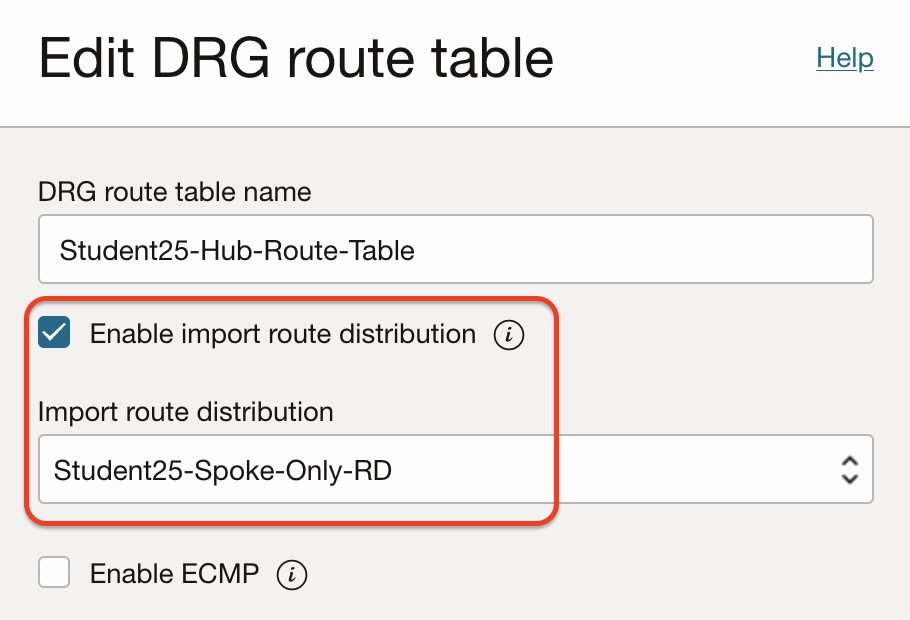 Edit DRG route table
Help
DRG route table name
Student25-Hub-Route-Table
Enable import route distribution
Import route distribution
Student25-Spoke-Only-RD
Enable ECMP